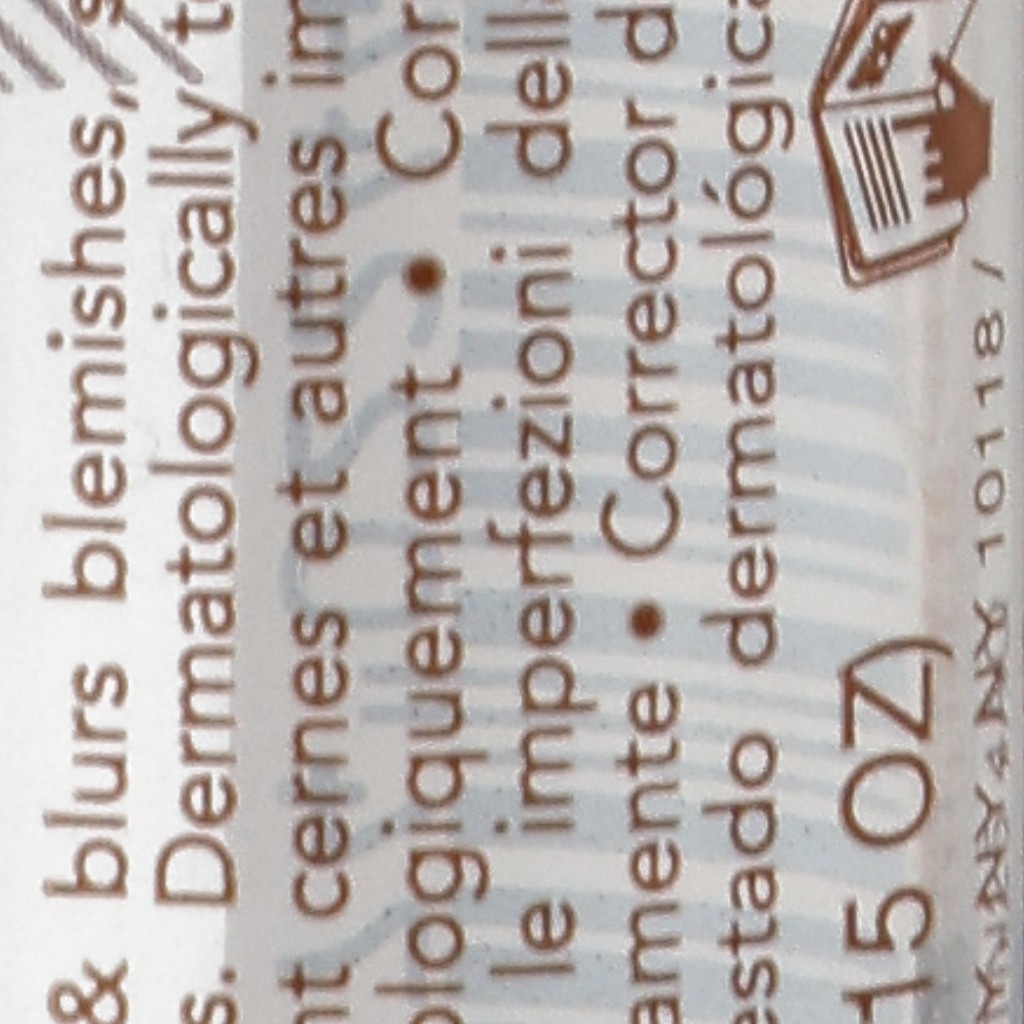 & blurs blemishes,
s. Dermatologically t
nt cernes et autres im
ologiquement • Cor
le imperfezioni dell
amente • Corrector d
estado dermatológica
15 OZ)
10118 /